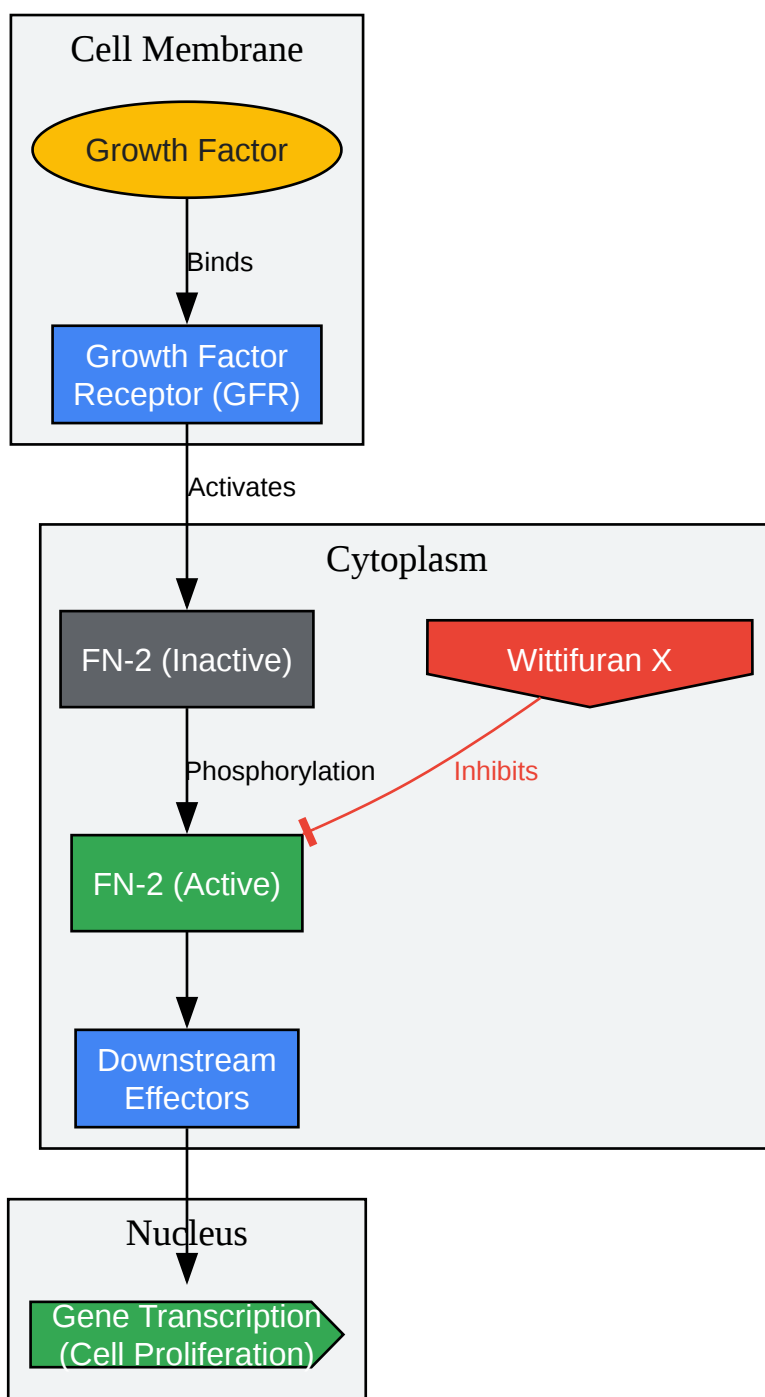 Cell Membrane
Growth Factor
Binds
Growth Factor
Receptor (GFR)
Activates
Cytoplasm
FN-2 (Inactive)
Wittifuran X
Phosphorylation
Inhibits
FN-2 (Active)
Downstream
Effectors
Nucleus
Gene Transcription
(Cell Proliferation)